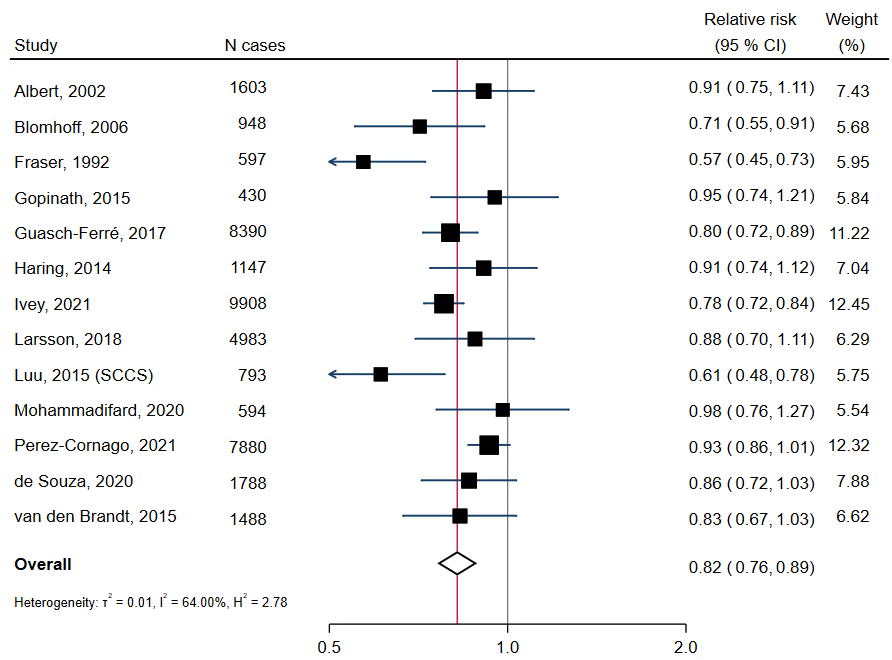 Relative risk Weight
Study N cases (95 % CI) (%)
Albert, 2002 1603 0.91 (0.75, 1.11) 7.43
Blomhoff, 2006 948 0.71 (0.55, 0.91) 5.68
Fraser, 1992 597 0.57 (0.45, 0.73) 5.95
Gopinath, 2015 430 0.95 (0.74, 1.21) 5.84
Guasch-Ferré, 2017 8390 0.80 (0.72, 0.89) 11.22
Haring, 2014 1147 0.91 (0.74, 1.12) 7.04
Ivey, 2021 9908 0.78 (0.72, 0.84) 12.45
Larsson, 2018 4983 0.88 (0.70, 1.11) 6.29
Luu, 2015 (SCCS) 793 0.61 (0.48, 0.78) 5.75
Mohammadifard, 2020 594 0.98 (0.76, 1.27) 5.54
Perez-Cornago, 2021 7880 0.93 (0.86, 1.01) 12.32
de Souza, 2020 1788 0.86 (0.72, 1.03) 7.88
van den Brandt, 2015 1488 0.83 (0.67, 1.03) 6.62
Overall 0.82 (0.76, 0.89)
Heterogeneity: τ² = 0.01, I² = 64.00%, H² = 2.78
0.5 1.0 2.0